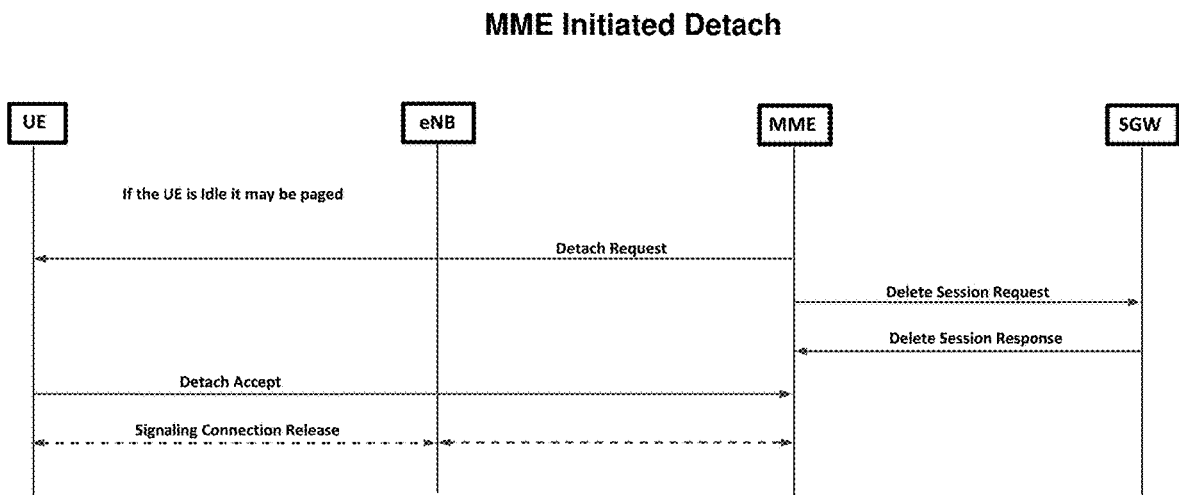 MME Initiated Detach
UE
eNB
MME
SGW
If the UE is Idle it may be paged
Detach Request
Delete Session Request
Delete Session Response
Detach Accept
Signaling Connection Release